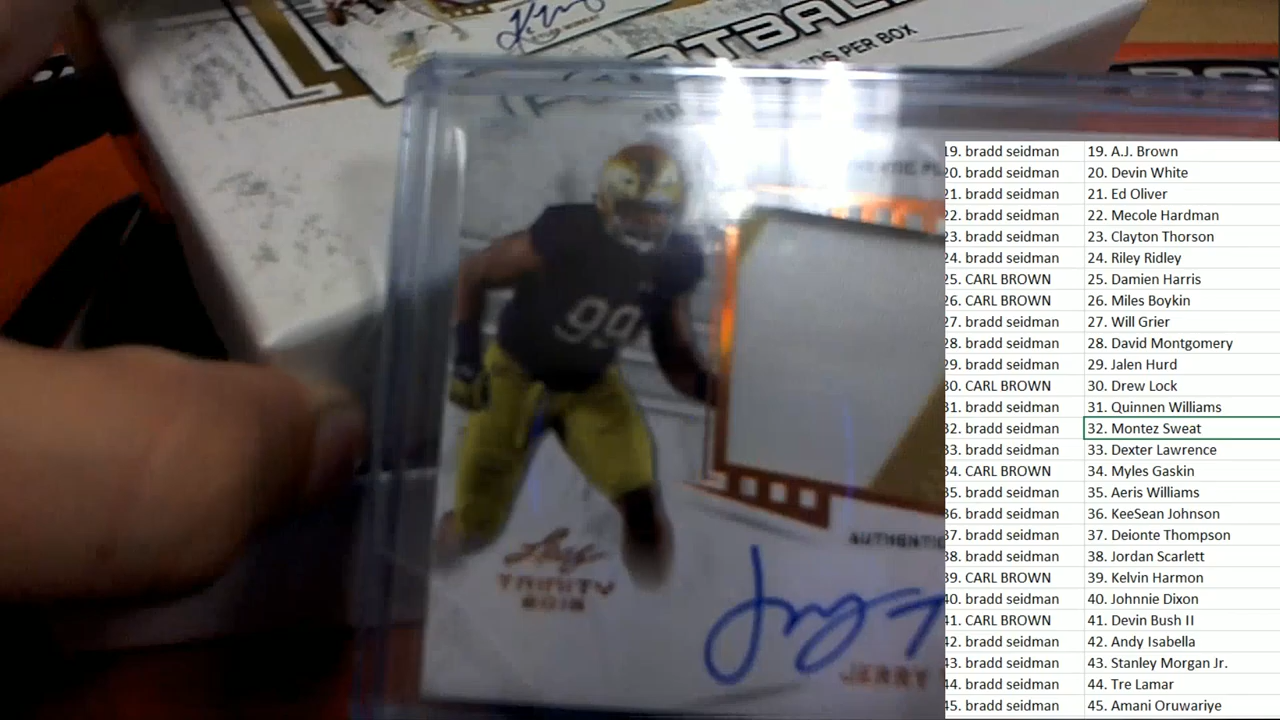 TBALL
DS PER BOX
99
Leaf
TRINITY
2019
AUTHENTIC
JERRY
19. bradd seidman 19. A.J. Brown
20. bradd seidman 20. Devin White
21. bradd seidman 21. Ed Oliver
22. bradd seidman 22. Mecole Hardman
23. bradd seidman 23. Clayton Thorson
24. bradd seidman 24. Riley Ridley
25. CARL BROWN 25. Damien Harris
26. CARL BROWN 26. Miles Boykin
27. bradd seidman 27. Will Grier
28. bradd seidman 28. David Montgomery
29. bradd seidman 29. Jalen Hurd
30. CARL BROWN 30. Drew Lock
31. bradd seidman 31. Quinnen Williams
32. bradd seidman 32. Montez Sweat
33. bradd seidman 33. Dexter Lawrence
34. CARL BROWN 34. Myles Gaskin
35. bradd seidman 35. Aeris Williams
36. bradd seidman 36. KeeSean Johnson
37. bradd seidman 37. Deionte Thompson
38. bradd seidman 38. Jordan Scarlett
39. CARL BROWN 39. Kelvin Harmon
40. bradd seidman 40. Johnnie Dixon
41. CARL BROWN 41. Devin Bush II
42. bradd seidman 42. Andy Isabella
43. bradd seidman 43. Stanley Morgan Jr.
44. bradd seidman 44. Tre Lamar
45. bradd seidman 45. Amani Oruwariye